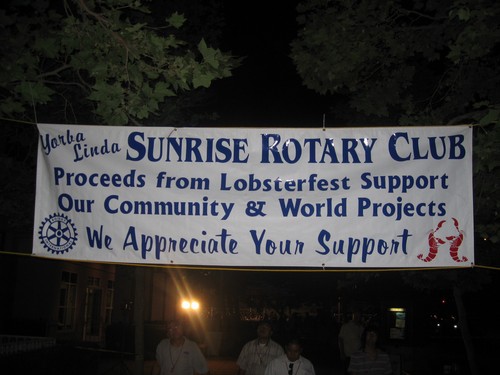 Yorba Linda SUNRISE ROTARY CLUB
Proceeds from Lobsterfest Support
Our Community & World Projects
We Appreciate Your Support